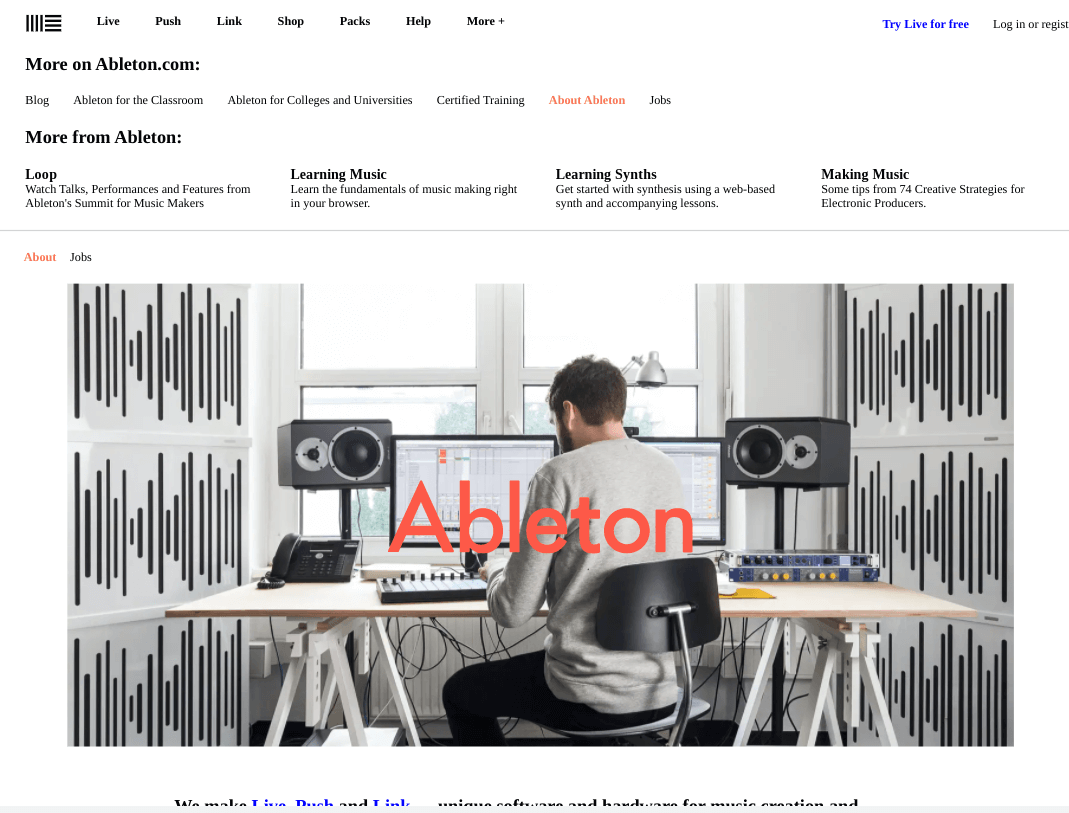 Live Push Link Shop Packs Help More +
Try Live for free Log in or regist
More on Ableton.com:
Blog Ableton for the Classroom Ableton for Colleges and Universities Certified Training About Ableton Jobs
More from Ableton:
Loop
Watch Talks, Performances and Features from
Ableton's Summit for Music Makers
Learning Music
Learn the fundamentals of music making right
in your browser.
Learning Synths
Get started with synthesis using a web-based
synth and accompanying lessons.
Making Music
Some tips from 74 Creative Strategies for
Electronic Producers.
About Jobs
Ableton
We make Live, Push and Link — unique software and hardware for music creation and